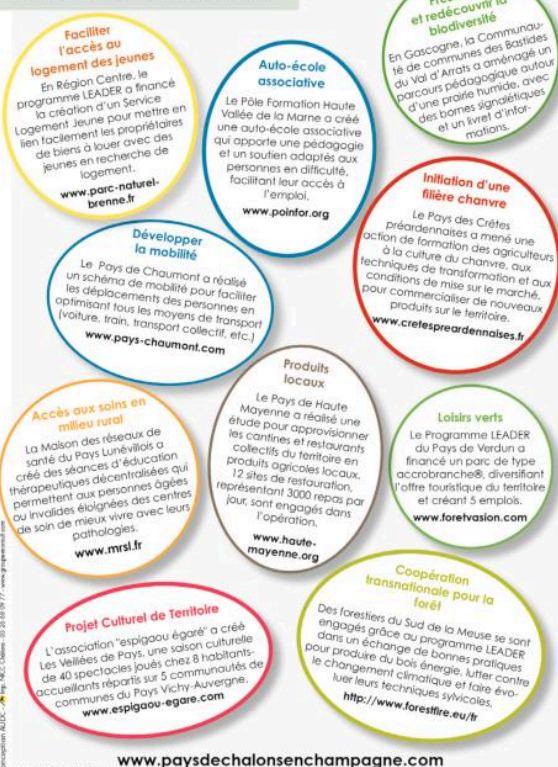 Faciliter
l'accès au
logement des jeunes
En Région Centre, le
programme LEADER a financé
la création d'un Service
Logement Jeune pour mettre en
lien facilement les propriétaires
de biens à louer avec des
jeunes en recherche de
logement.
www.parc-naturel-
brenne.fr
Auto-école
associative
Le Pôle Formation Haute
Vallée de la Marne a créé
une auto-école associative
qui apporte une pédagogie
et un soutien adaptés aux
personnes en difficulté,
facilitant leur accès à
l'emploi.
www.pointor.org
et redécouvrir la
biodiversité
En Gascogne, la Communau-
té de communes des Bastides
du Val d'Arrats a aménagé un
parcours pédagogique autour
d'une prairie humide, avec
des bornes signalétiques
et un livret d'infor-
mations.
Initiation d'une
filière chanvre
Le Pays des Crêtes
préardennaises a mené une
action de formation des agriculteurs
à la culture du chanvre, aux
techniques de transformation et aux
conditions de mise sur le marché,
pour commercialiser de nouveaux
produits sur le territoire.
www.cretespreardennaises.fr
Développer
la mobilité
Le Pays de Chaumont a réalisé
un schéma de mobilité pour faciliter
les déplacements des personnes en
optimisant tous les moyens de transport
(voiture, train, transport collectif, etc.)
www.pays-chaumont.com
Produits
locaux
Le Pays de Haute
Mayenne a réalisé une
étude pour approvisionner
les cantines et restaurants
collectifs du territoire en
produits agricoles locaux.
12 sites de restauration,
représentant 3000 repas par
jour, sont engagés dans
l'opération.
www.haute-
mayenne.org
Accès aux soins en
milieu rural
La Maison des réseaux de
santé du Pays Lunévillois a
créé des séances d'éducation
thérapeutiques décentralisées qui
permettent aux personnes âgées
ou invalides éloignées des centres
de soin de mieux vivre avec leurs
pathologies.
www.mrsl.fr
Loisirs verts
Le Programme LEADER
du Pays de Verdun a
financé un parc de type
accrobranche®, diversifiant
l'offre touristique du territoire
et créant 5 emplois.
www.foretvasion.com
Projet Culturel de Territoire
L'association "espigaou égaré" a créé
Les Veillées de Pays, une saison culturelle
de 40 spectacles joués chez 8 habitants-
accueillants répartis sur 5 communautés de
communes du Pays Vichy-Auvergne.
www.espigaou-egare.com
Coopération
transnationale pour la
forêt
Des forestiers du Sud de la Meuse se sont
engagés grâce au programme LEADER
dans un échange de bonnes pratiques
pour produire du bois énergie, lutter contre
le changement climatique et faire évo-
luer leurs techniques sylvicoles.
http://www.forestfire.eu/fr
www.paysdechalonsenchampagne.com